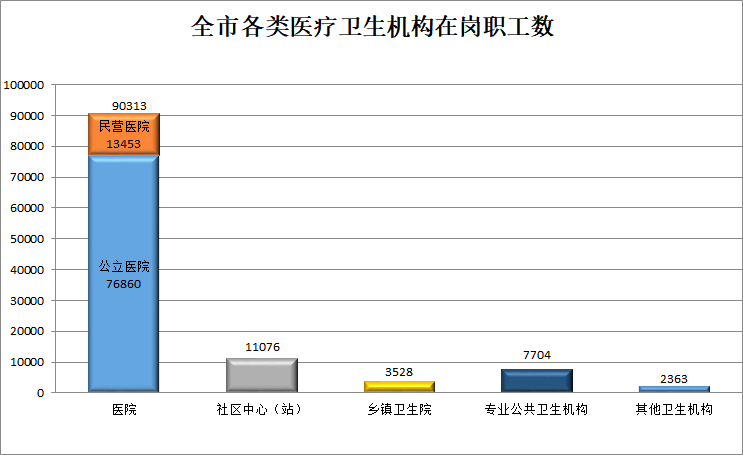 全市各类医疗卫生机构在岗职工数
100000
90000
80000
70000
60000
50000
40000
30000
20000
10000
0
90313
民营医院
13453
公立医院
76860
11076
3528
7704
2363
医院
社区中心（站）
乡镇卫生院
专业公共卫生机构
其他卫生机构